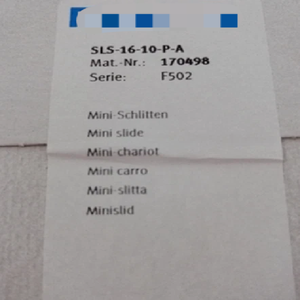 SLS-16-10-P-A
Mat.-Nr.: 170498
Serie: F502
Mini-Schlitten
Mini slide
Mini-chariot
Mini carro
Mini-slitta
Minislid